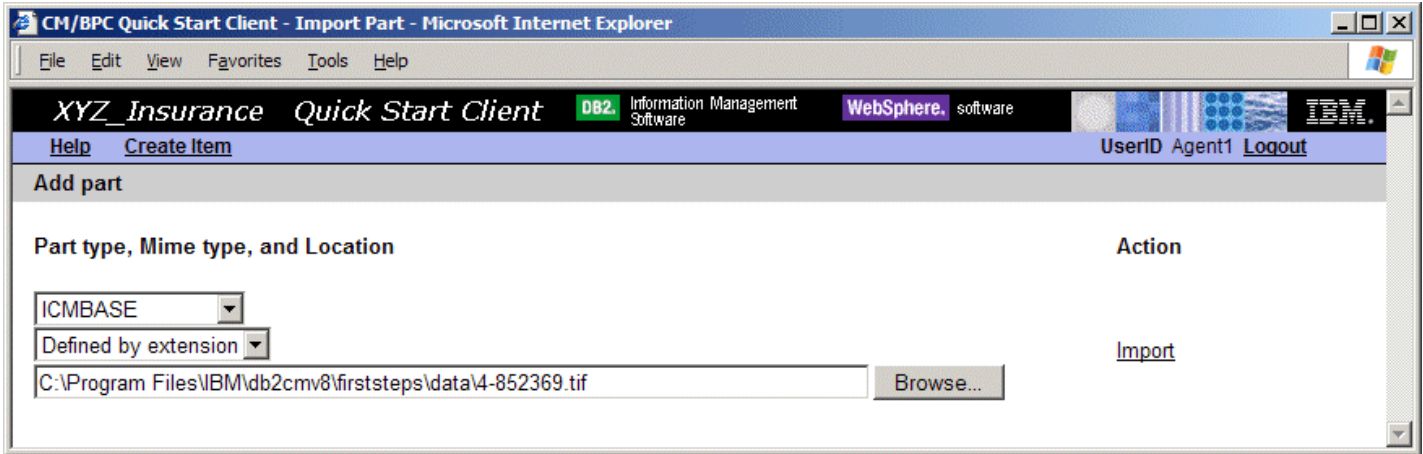 CM/BPC Quick Start Client - Import Part - Microsoft Internet Explorer
File Edit View Favorites Tools Help
XYZ_Insurance Quick Start Client DB2. Information Management Software WebSphere. software IBM.
Help Create Item UserID Agent1 Logout
Add part
Part type, Mime type, and Location Action
ICMBASE
Defined by extension Import
C:\Program Files\IBM\db2cmv8\firststeps\data\4-852369.tif Browse...